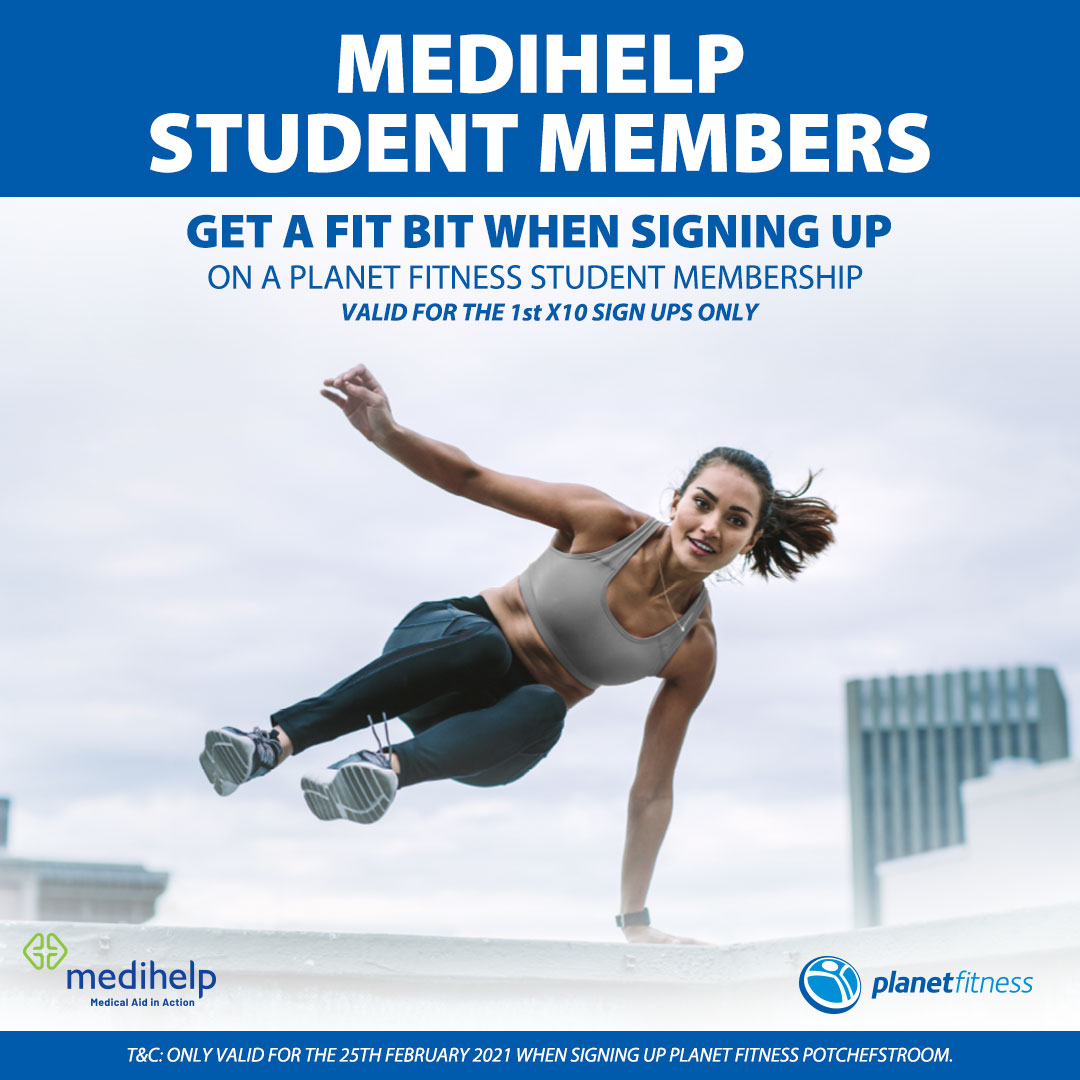 MEDIHELP
STUDENT MEMBERS
GET A FIT BIT WHEN SIGNING UP
ON A PLANET FITNESS STUDENT MEMBERSHIP
VALID FOR THE 1st X10 SIGN UPS ONLY
medihelp
Medical Aid in Action
planetfitness
T&C: ONLY VALID FOR THE 25TH FEBRUARY 2021 WHEN SIGNING UP PLANET FITNESS POTCHEFSTROOM.